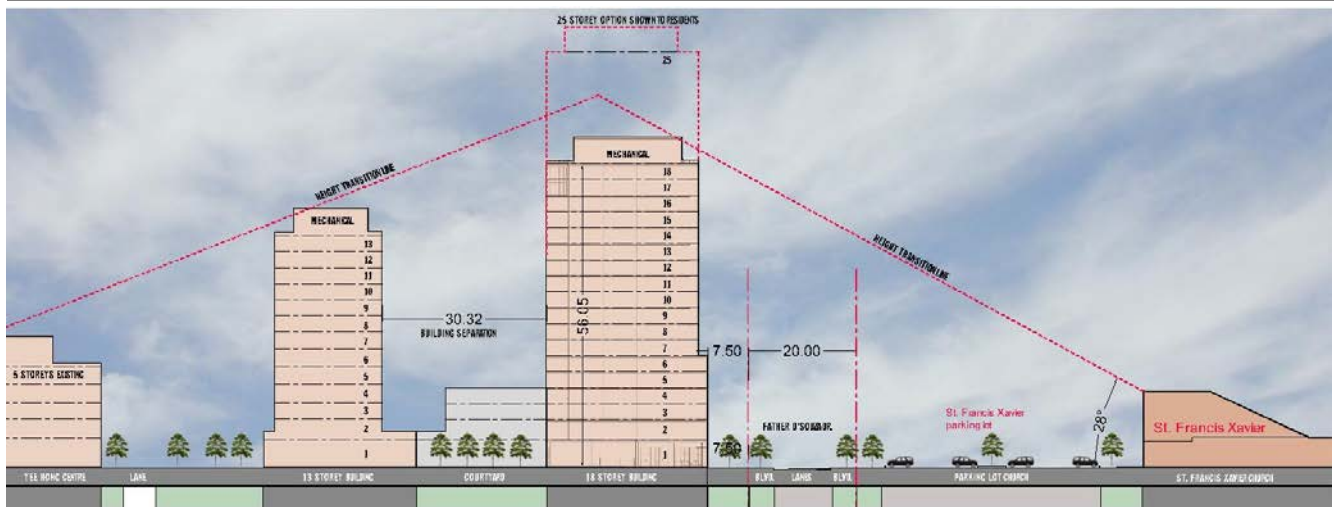 25 STOREY OPTION SHOWN TO RESIDENTS
25
HEIGHT TRANSITION LINE
MECHANICAL
18
17
16
15
14
13
12
11
10
9
8
7
6
5
4
3
2
1
56.05
MECHANICAL
13
12
11
10
9
8
7
6
5
4
3
2
1
30.32
BUILDING SEPARATION
HEIGHT TRANSITION LINE
7.50
20.00
7.50
5 STOREYS EXISTING
FATHER D'SOUZA DR.
St. Francis Xavier
parking lot
28°
St. Francis Xavier
LANE
13 STOREY BUILDING
COURTYARD
18 STOREY BUILDING
BLVD.
LANES
BLVD.
PARKING LOT CHURCH
ST. FRANCIS XAVIER CHURCH